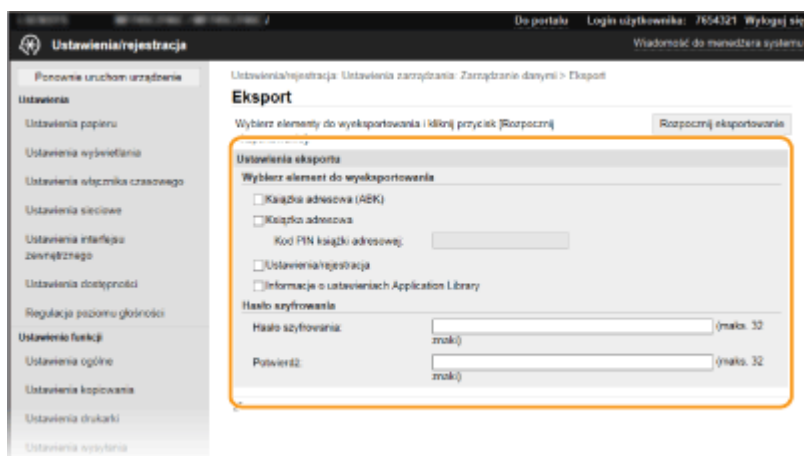 Do portalu Login użytkownika: 7654321 Wyloguj się
Ustawienia/rejestracja
Wiadomość do menedżera systemu
Ponownie uruchom urządzenie
Ustawienia
Ustawienia papieru
Ustawienia wyświetlania
Ustawienia włącznika czasowego
Ustawienia sieciowe
Ustawienia interfejsu
zewnętrznego
Ustawienia dostępności
Regulacja poziomu głośności
Ustawienia funkcji
Ustawienia ogólne
Ustawienia kopiowania
Ustawienia drukarki
Ustawienia wysyłania
Ustawienia/rejestracja: Ustawienia zarządzania: Zarządzanie danymi > Eksport
Eksport
Wybierz elementy do wyeksportowania i kliknij przycisk [Rozpocznij
Rozpocznij eksportowanie
Ustawienia eksportu
Wybierz element do wyeksportowania
Książka adresowa (ABK)
Książka adresowa
Kod PIN książki adresowej:
Ustawienia/rejestracja
Informacje o ustawieniach Application Library
Hasło szyfrowania
Hasło szyfrowania: (maks. 32
znaki)
Potwierdź: (maks. 32
znaki)